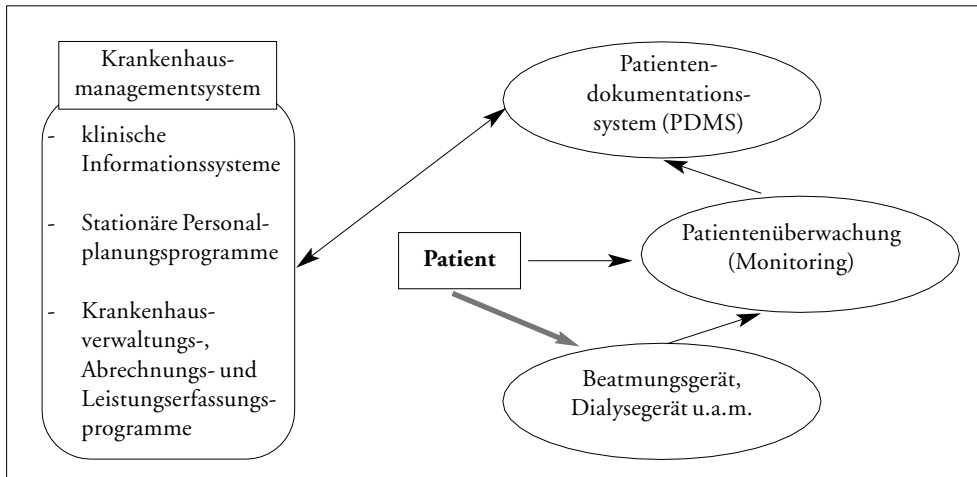 Krankenhaus-
managementsystem
- klinische
Informationssysteme
- Stationäre Personal-
planungsprogramme
- Krankenhaus-
verwaltungs-,
Abrechnungs- und
Leistungserfassungs-
programme
Patienten-
dokumentations-
system (PDMS)
Patientenüberwachung
(Monitoring)
Patient
Beatmungsgerät,
Dialysegerät u.a.m.